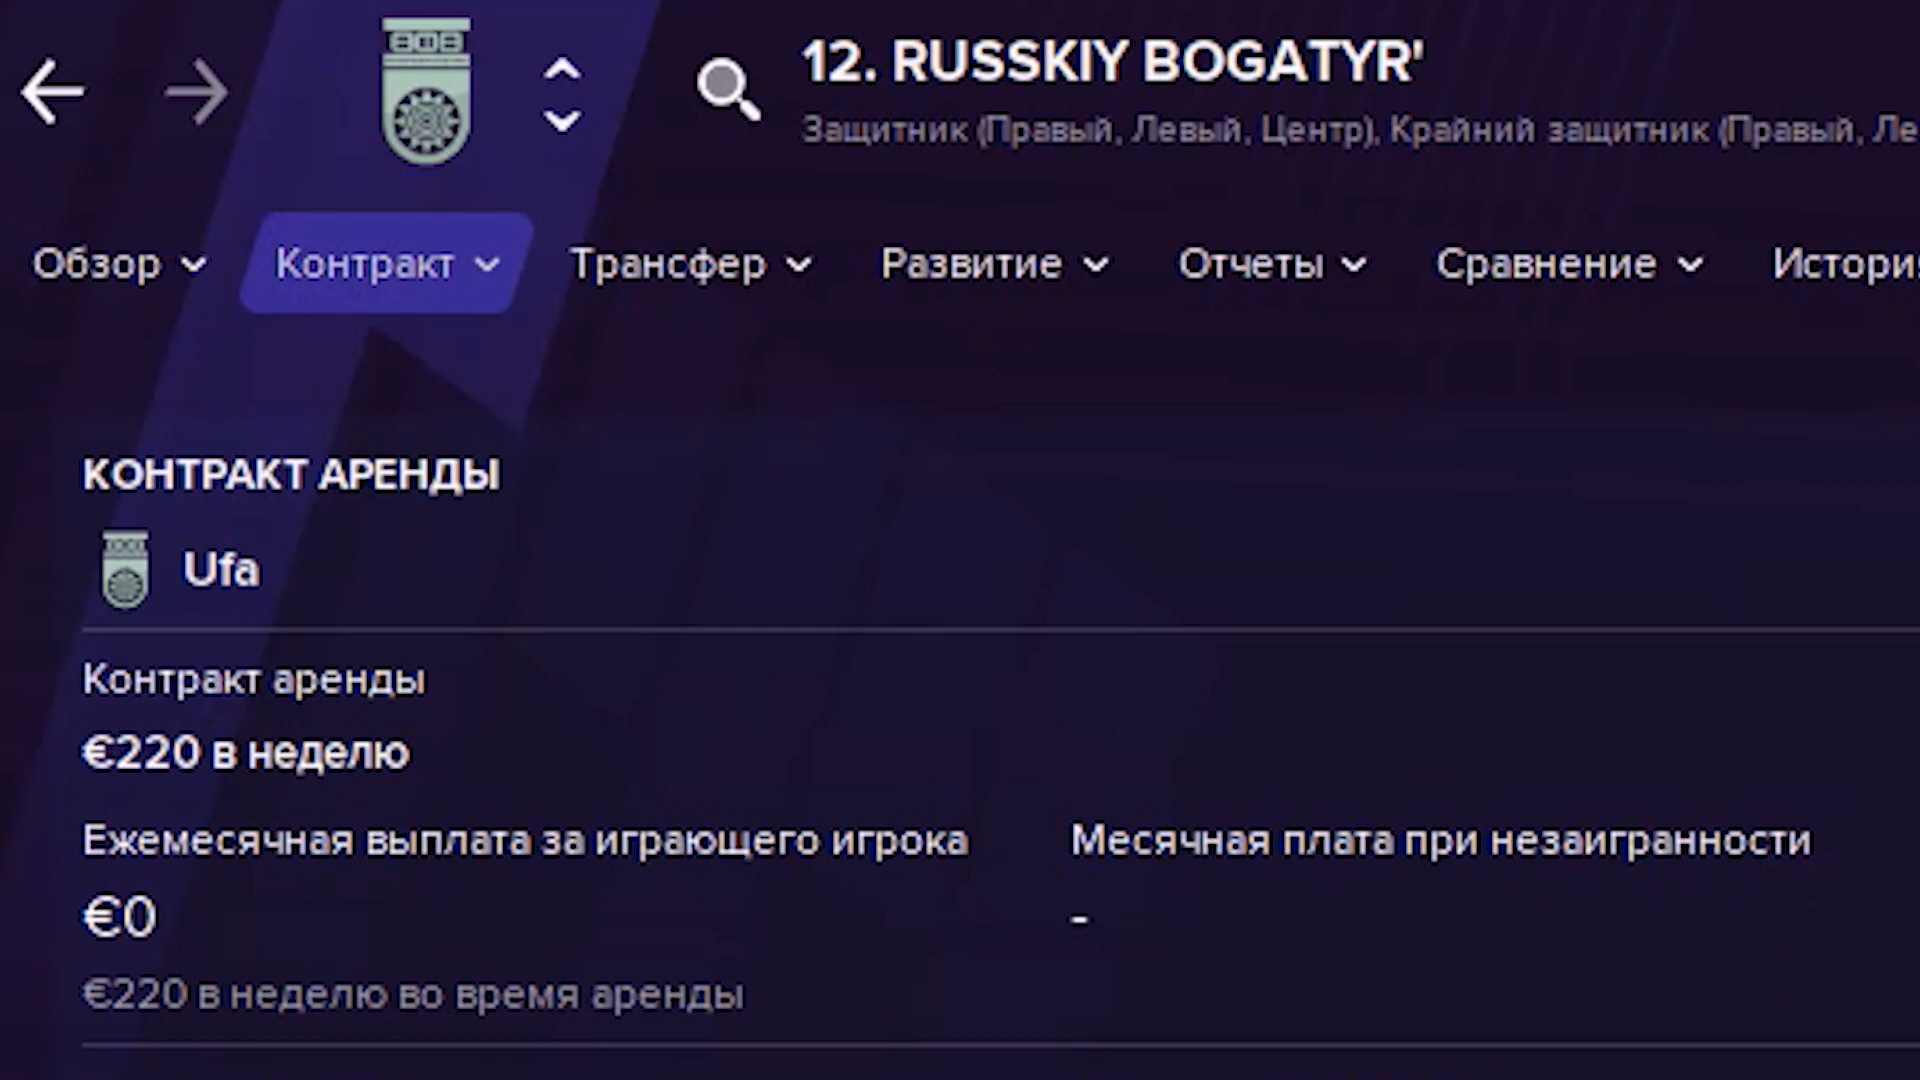 12. RUSSKIY BOGATYR'
Защитник (Правый, Левый, Центр), Крайний защитник (Правый, Ле
Обзор Контракт Трансфер Развитие Отчеты Сравнение История
КОНТРАКТ АРЕНДЫ
Ufa
Контракт аренды
€220 в неделю
Ежемесячная выплата за играющего игрока Месячная плата при незаигранности
€0 -
€220 в неделю во время аренды